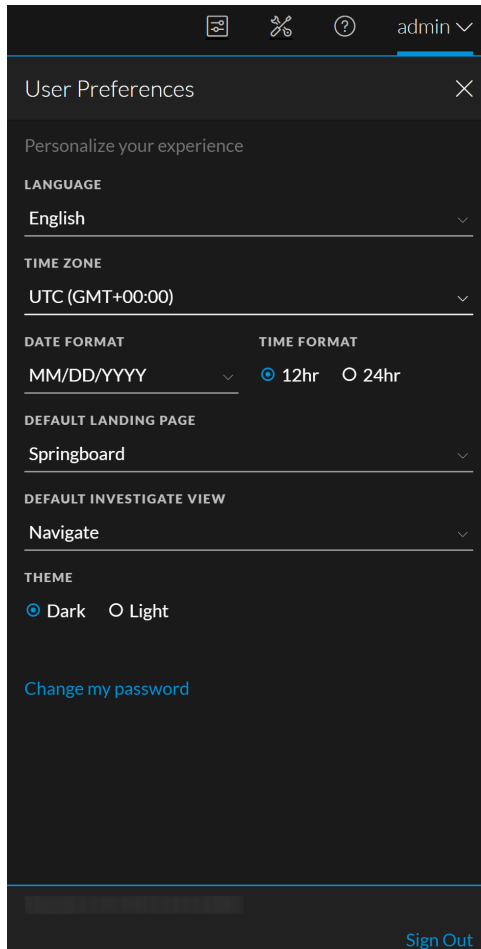 admin
User Preferences
Personalize your experience
LANGUAGE
English
TIME ZONE
UTC (GMT+00:00)
DATE FORMAT TIME FORMAT
MM/DD/YYYY 12hr 24hr
DEFAULT LANDING PAGE
Springboard
DEFAULT INVESTIGATE VIEW
Navigate
THEME
Dark Light
Change my password
Sign Out